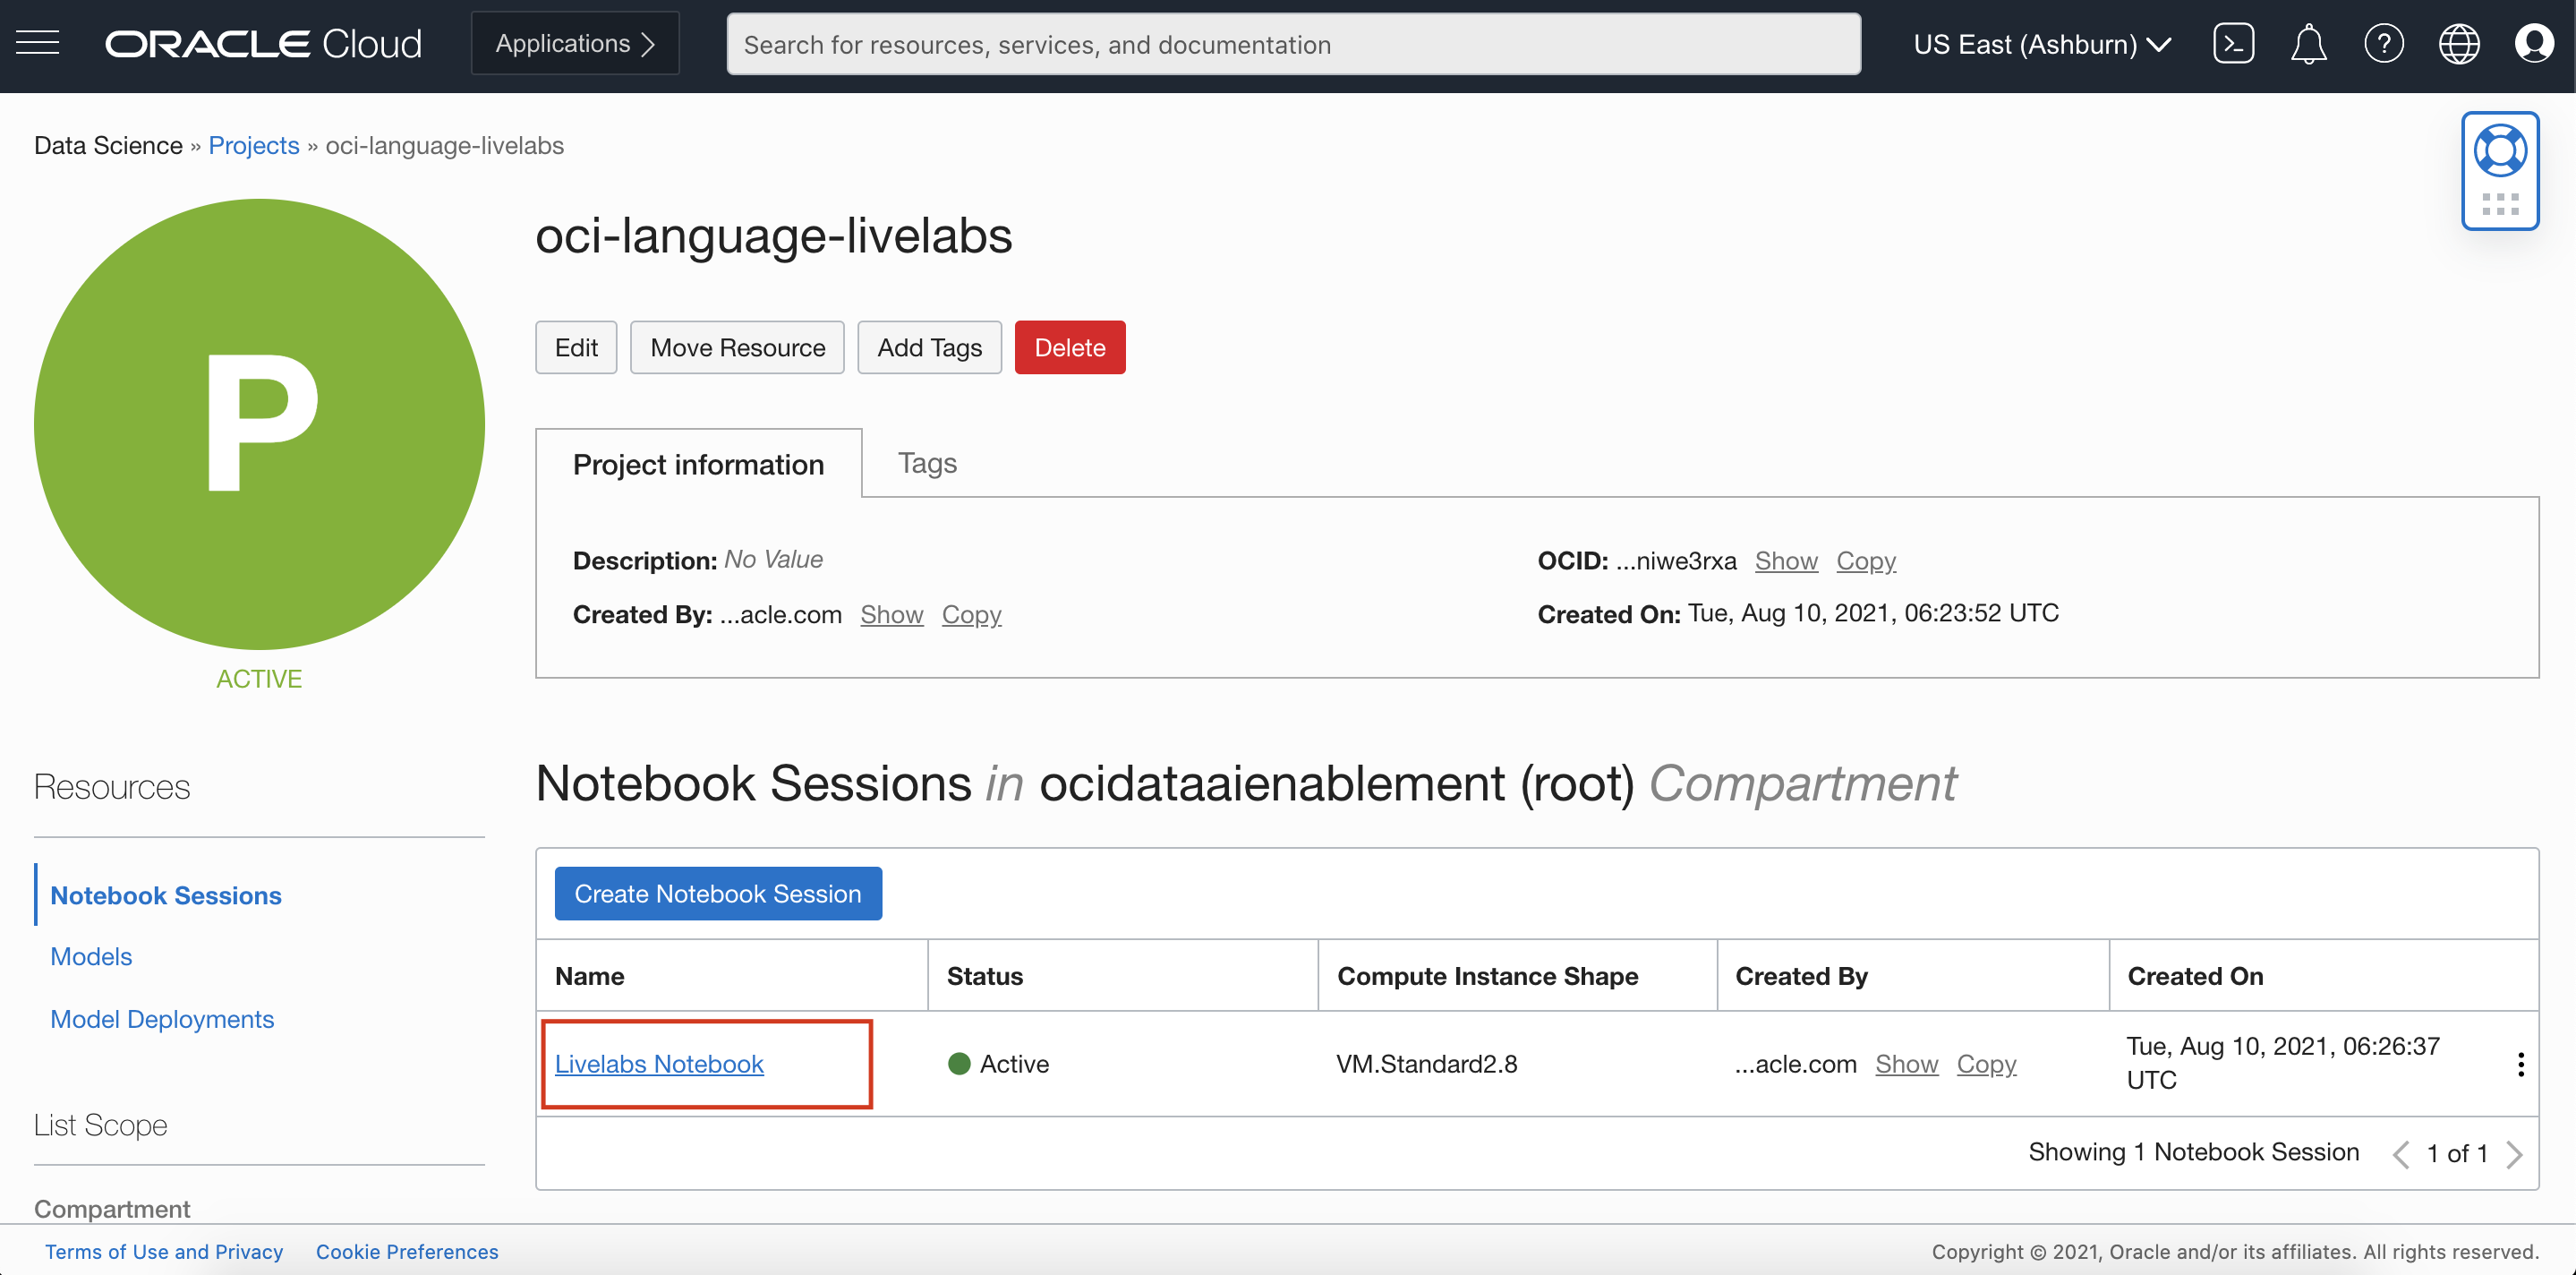 ORACLE Cloud
Applications
Search for resources, services, and documentation
US East (Ashburn)
Data Science » Projects » oci-language-livelabs
P
ACTIVE
oci-language-livelabs
Edit
Move Resource
Add Tags
Delete
Project information
Tags
Description: No Value
Created By: ...acle.com Show Copy
OCID: ...niwe3rxa Show Copy
Created On: Tue, Aug 10, 2021, 06:23:52 UTC
Resources
Notebook Sessions
Models
Model Deployments
List Scope
Compartment
Notebook Sessions in ocidataaienablement (root) Compartment
Create Notebook Session
Name Status Compute Instance Shape Created By Created On
Livelabs Notebook Active VM.Standard2.8 ...acle.com Show Copy Tue, Aug 10, 2021, 06:26:37
UTC
Showing 1 Notebook Session 1 of 1
Terms of Use and Privacy Cookie Preferences
Copyright © 2021, Oracle and/or its affiliates. All rights reserved.